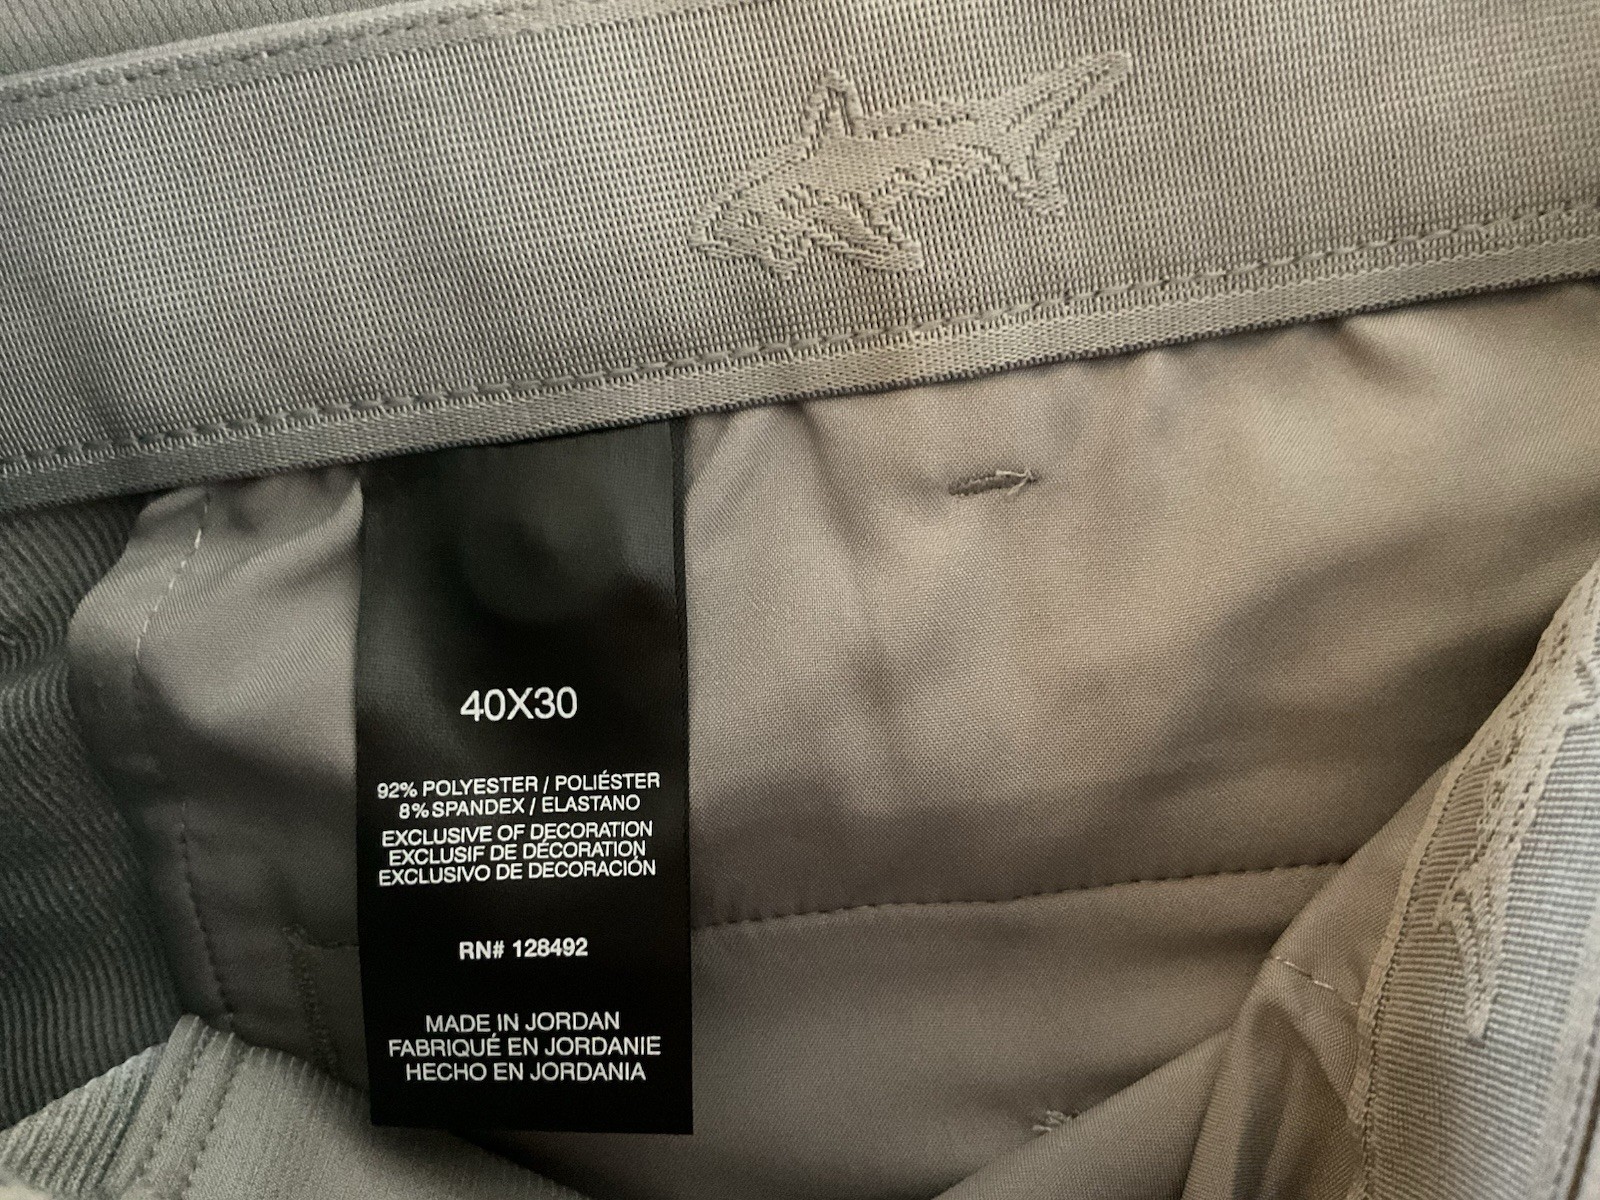 40X30
92% POLYESTER / POLIÉSTER
8% SPANDEX / ELASTANO
EXCLUSIVE OF DECORATION
EXCLUSIF DE DÉCORATION
EXCLUSIVO DE DECORACIÓN
RN# 128492
MADE IN JORDAN
FABRIQUÉ EN JORDANIE
HECHO EN JORDANIA